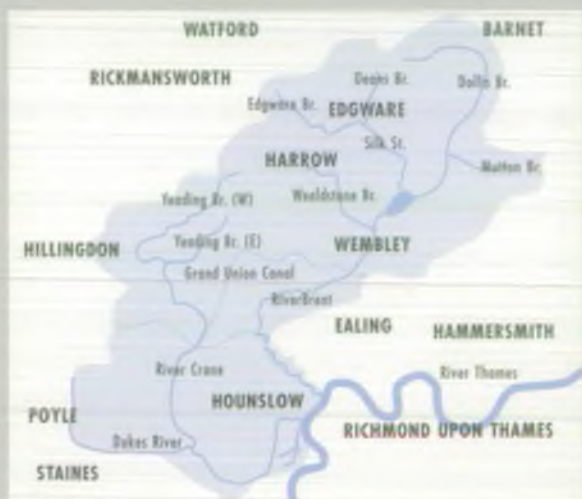 WATFORD
BARNET
RICKMANSWORTH
Deans Br.
Dollis Br.
Edgware Br.
EDGWARE
Silk St.
HARROW
Mutton Br.
Yeading Br. (W)
Wealdstone Br.
Yeading Br. (E)
HILLINGDON
WEMBLEY
Grand Union Canal
RiverBrent
EALING
HAMMERSMITH
River Crane
River Thames
HOUNSLOW
POYLE
RICHMOND UPON THAMES
Dukes River
STAINES